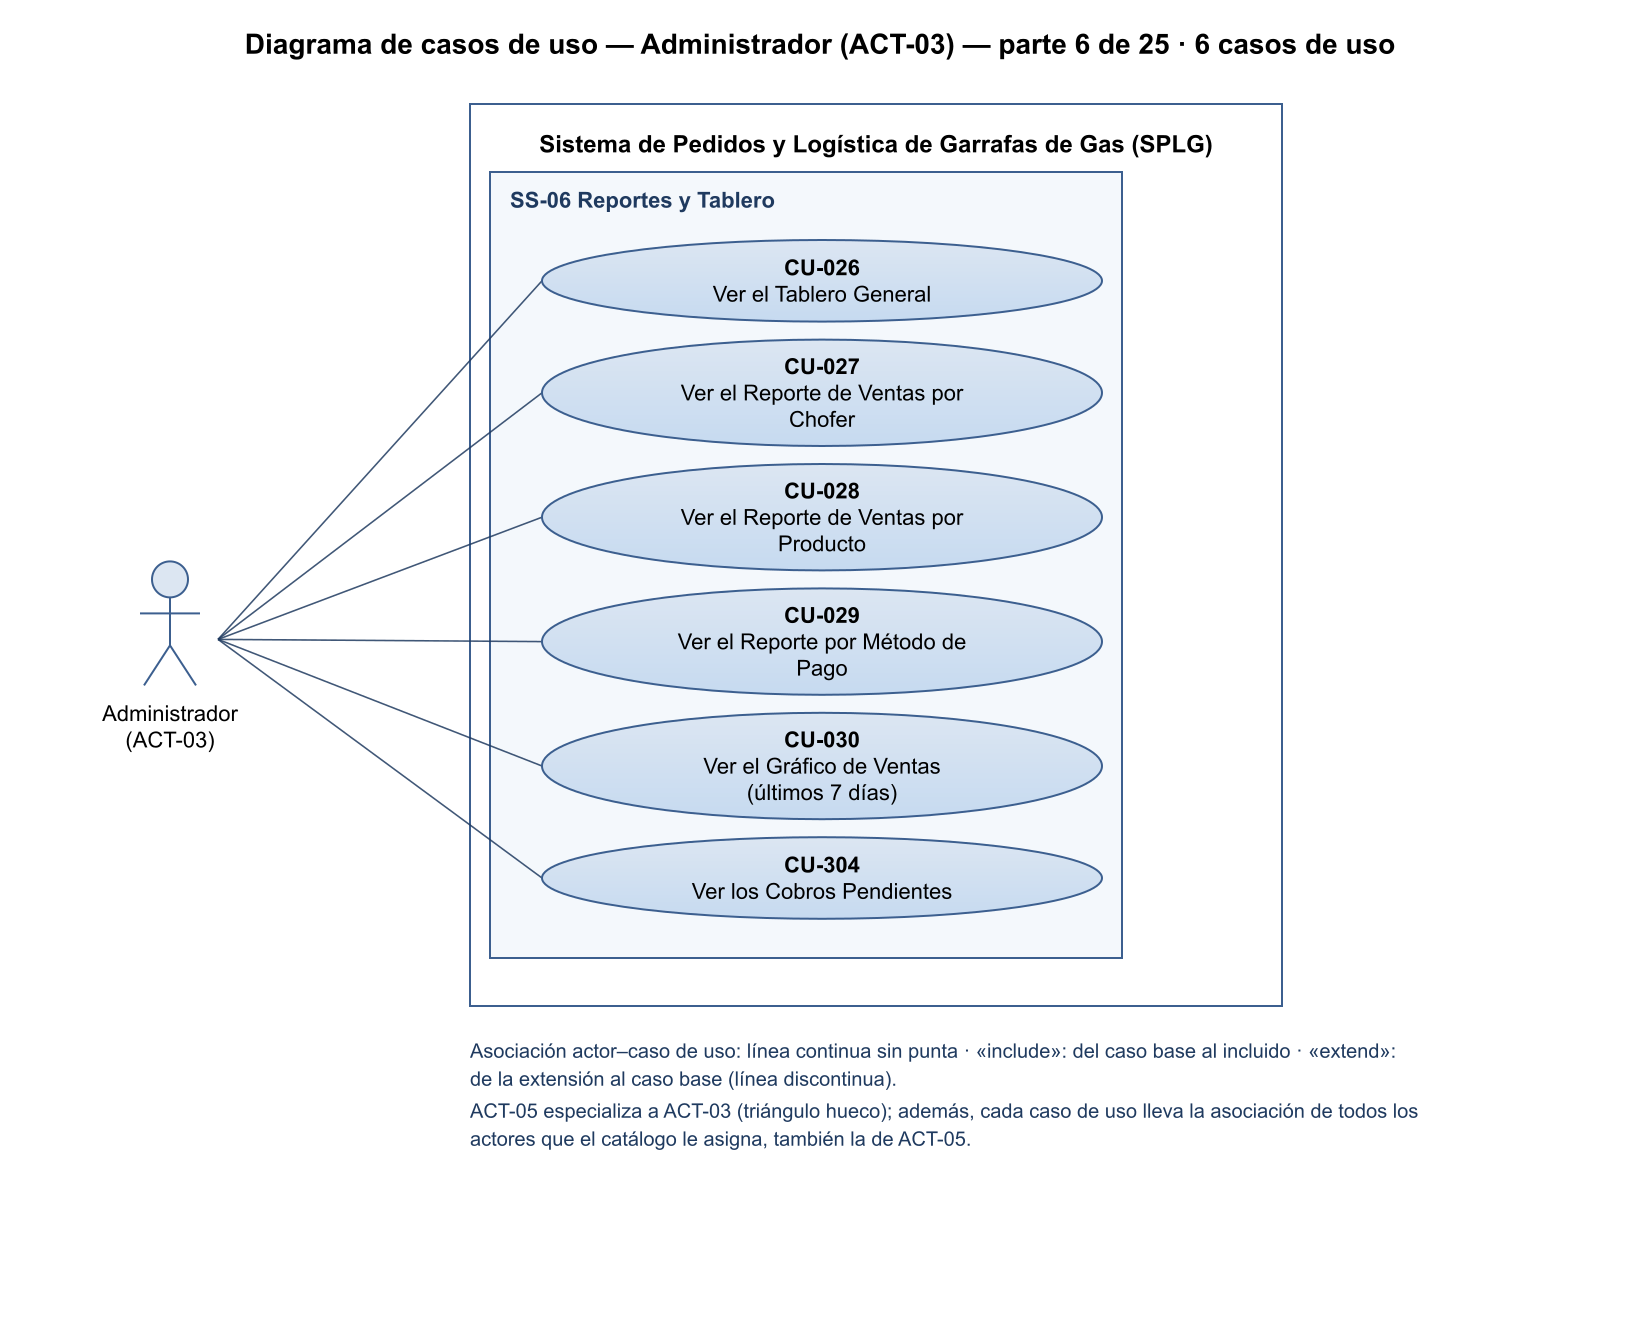 Diagrama de casos de uso — Administrador (ACT-03) — parte 6 de 25 · 6 casos de uso
Sistema de Pedidos y Logística de Garrafas de Gas (SPLG)
SS-06 Reportes y Tablero
CU-026
Ver el Tablero General
CU-027
Ver el Reporte de Ventas por
Chofer
CU-028
Ver el Reporte de Ventas por
Producto
CU-029
Ver el Reporte por Método de
Pago
CU-030
Ver el Gráfico de Ventas
(últimos 7 días)
CU-304
Ver los Cobros Pendientes
Administrador
(ACT-03)
Asociación actor–caso de uso: línea continua sin punta · «include»: del caso base al incluido · «extend»:
de la extensión al caso base (línea discontinua).
ACT-05 especializa a ACT-03 (triángulo hueco); además, cada caso de uso lleva la asociación de todos los
actores que el catálogo le asigna, también la de ACT-05.